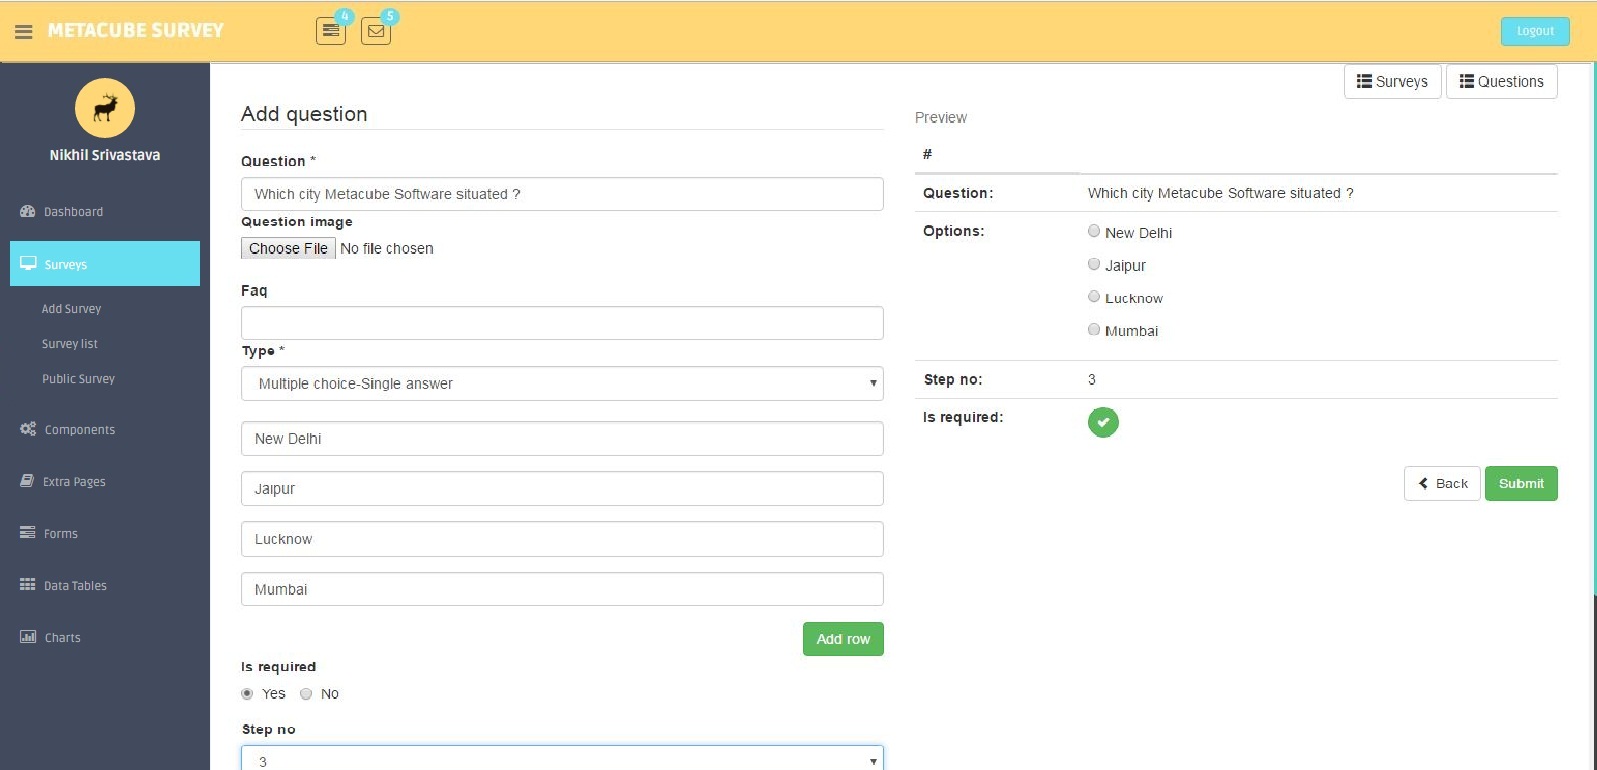 METACUBE SURVEY
4
5
Logout
Surveys
Questions
Nikhil Srivastava
Dashboard
Surveys
Add Survey
Survey list
Public Survey
Components
Extra Pages
Forms
Data Tables
Charts
Add question
Question *
Which city Metacube Software situated ?
Question image
Choose File No file chosen
Faq
Type *
Multiple choice-Single answer
New Delhi
Jaipur
Lucknow
Mumbai
Add row
Is required
Yes No
Step no
3
Preview
#
Question: Which city Metacube Software situated ?
Options: New Delhi
Jaipur
Lucknow
Mumbai
Step no: 3
Is required:
Back
Submit